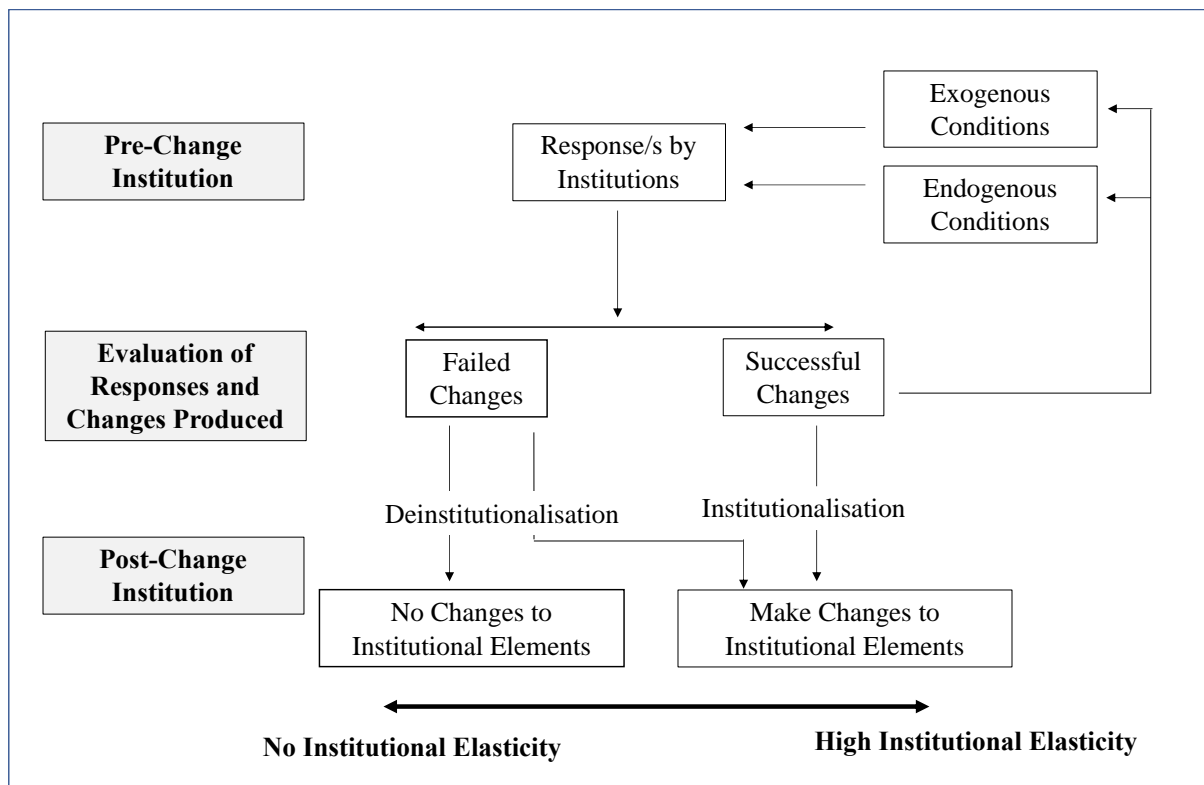 Exogenous
Conditions
Pre-Change
Institution
Response/s by
Institutions
Endogenous
Conditions
Evaluation of
Responses and
Changes Produced
Failed
Changes
Successful
Changes
Deinstitutionalisation
Institutionalisation
Post-Change
Institution
No Changes to
Institutional Elements
Make Changes to
Institutional Elements
No Institutional Elasticity
High Institutional Elasticity